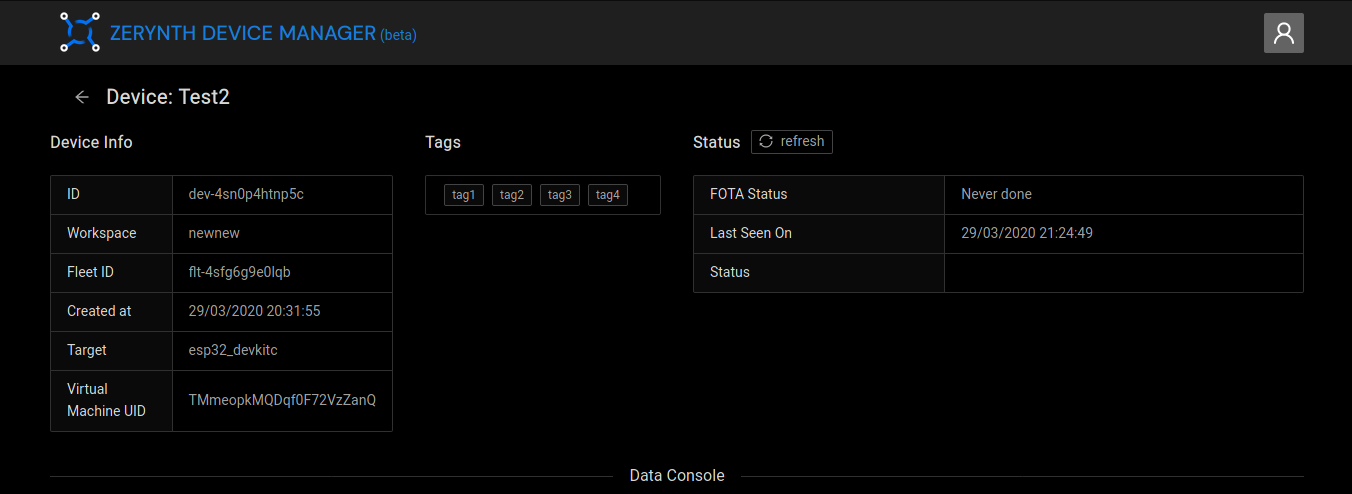 ZERYNTH DEVICE MANAGER (beta)
Device: Test2
Device Info
ID dev-4sn0p4htnp5c
Workspace newnew
Fleet ID flt-4sfg6g9e0lqb
Created at 29/03/2020 20:31:55
Target esp32_devkitc
Virtual
Machine UID TMmeopkMQDqf0F72VzZanQ
Tags
tag1 tag2 tag3 tag4
Status refresh
FOTA Status Never done
Last Seen On 29/03/2020 21:24:49
Status
Data Console